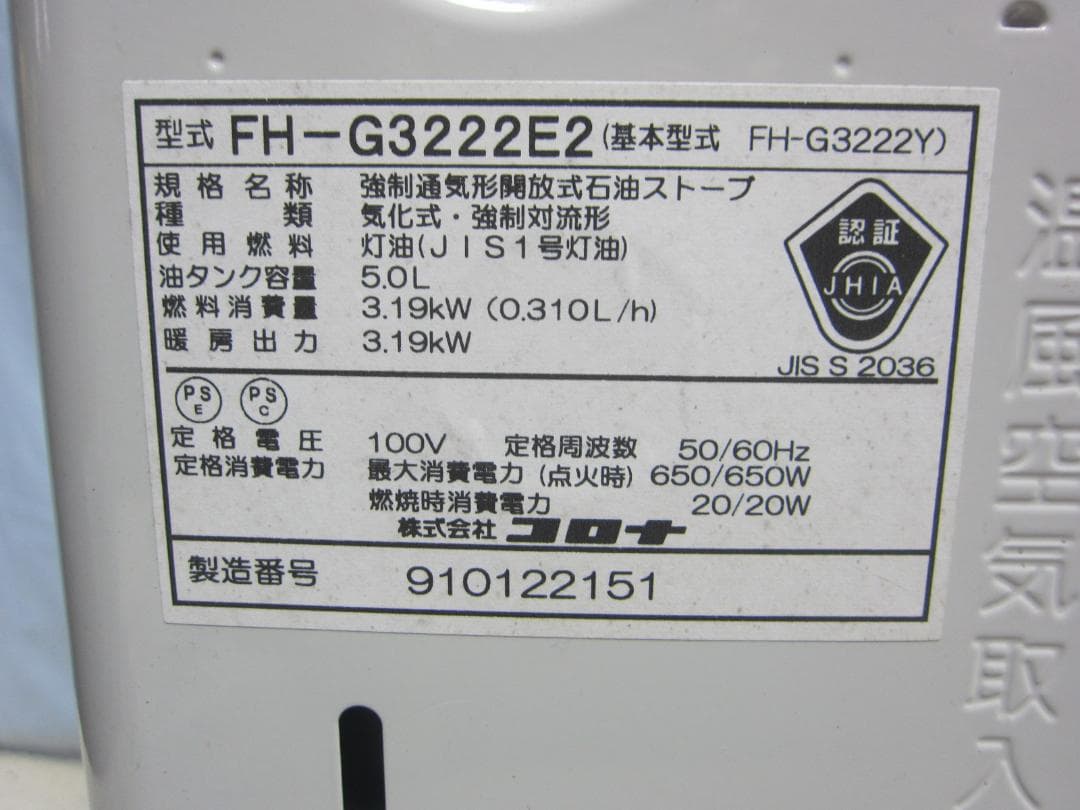 型式 FH-G3222E2(基本型式 FH-G3222Y)
規格名称 強制通気形開放式石油ストーブ
種類 気化式・強制対流形
使用燃料 灯油(JIS1号灯油)
油タンク容量 5.0L
燃料消費量 3.19kW (0.310L/h)
暖房出力 3.19kW
認証
JHIA
JIS S 2036
PS E PS C
定格電圧 100V 定格周波数 50/60Hz
定格消費電力 最大消費電力(点火時) 650/650W
燃焼時消費電力 20/20W
株式会社 コロナ
製造番号 910122151
温風空気取入